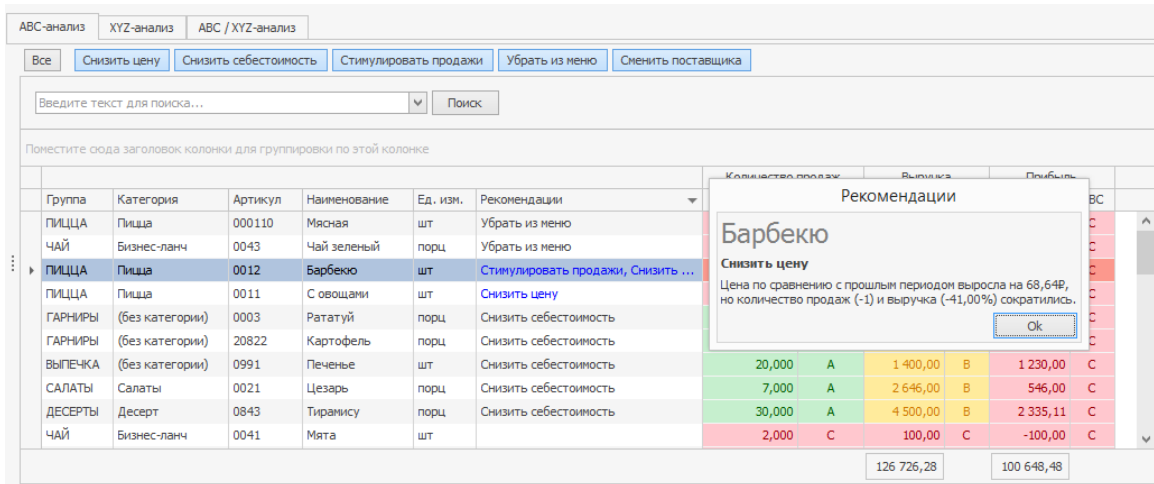 ABC-анализ XYZ-анализ ABC / XYZ-анализ
Все Снизить цену Снизить себестоимость Стимулировать продажи Убрать из меню Сменить поставщика
Введите текст для поиска... Поиск
Поместите сюда заголовок колонки для группировки по этой колонке
Количество продаж Выручка Прибыль
Группа Категория Артикул Наименование Ед. изм. Рекомендации
ПИЦЦА Пицца 000110 Мясная шт Убрать из меню
ЧАЙ Бизнес-ланч 0043 Чай зеленый порц Убрать из меню
ПИЦЦА Пицца 0012 Барбекю шт Стимулировать продажи, Снизить ...
ПИЦЦА Пицца 0011 С овощами шт Снизить цену
ГАРНИРЫ (без категории) 0003 Рататуй порц Снизить себестоимость
ГАРНИРЫ (без категории) 20822 Картофель порц Снизить себестоимость
ВЫПЕЧКА (без категории) 0991 Печенье шт Снизить себестоимость 20,000 A 1 400,00 B 1 230,00 C
САЛАТЫ Салаты 0021 Цезарь порц Снизить себестоимость 7,000 A 2 646,00 B 546,00 C
ДЕСЕРТЫ Десерт 0843 Тирамису порц Снизить себестоимость 30,000 A 4 500,00 B 2 335,11 C
ЧАЙ Бизнес-ланч 0041 Мята шт 2,000 C 100,00 C -100,00 C
126 726,28 100 648,48
Рекомендации
Барбекю
Снизить цену
Цена по сравнению с прошлым периодом выросла на 68,64₽,
но количество продаж (-1) и выручка (-41,00%) сократились.
Ok